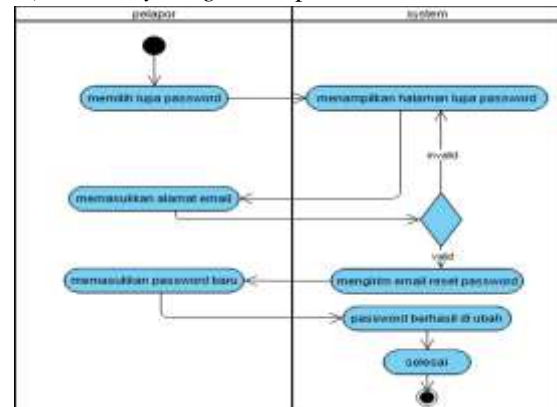 pelapor
system
memilih lupa password
menampilkan halaman lupa password
invalid
memasukkan alamat email
valid
memasukkan password baru
mengirim email reset password
password berhasil di ubah
selesai